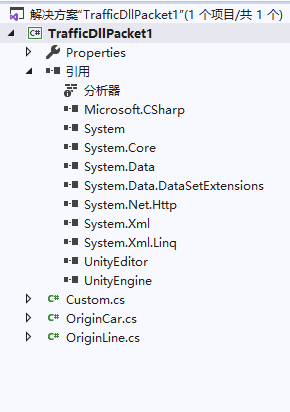 解决方案"TrafficDllPacket1"(1 个项目/共 1 个)
TrafficDllPacket1
Properties
引用
分析器
Microsoft.CSharp
System
System.Core
System.Data
System.Data.DataSetExtensions
System.Net.Http
System.Xml
System.Xml.Linq
UnityEditor
UnityEngine
C# Custom.cs
C# OriginCar.cs
C# OriginLine.cs